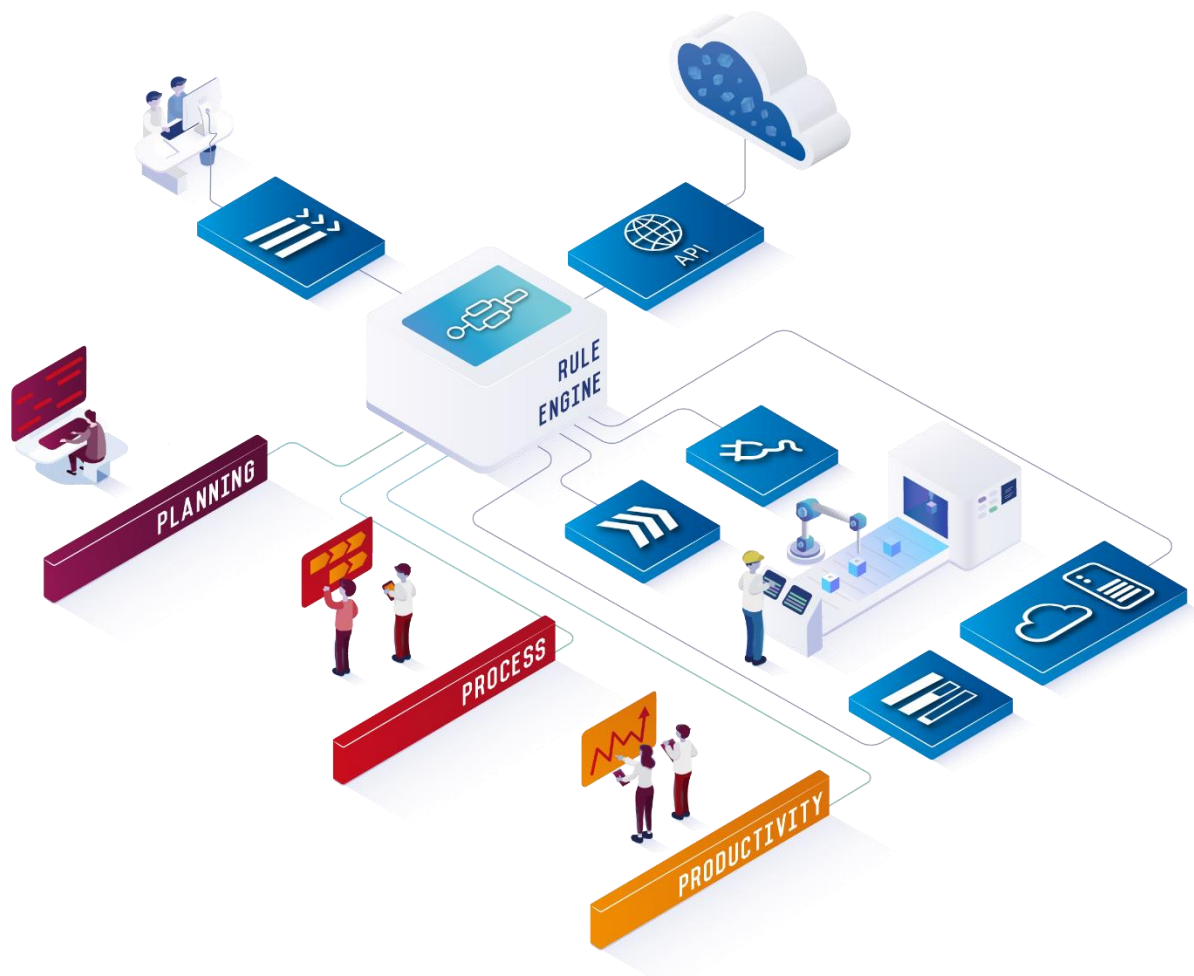 API
RULE
ENGINE
PLANNING
PROCESS
PRODUCTIVITY